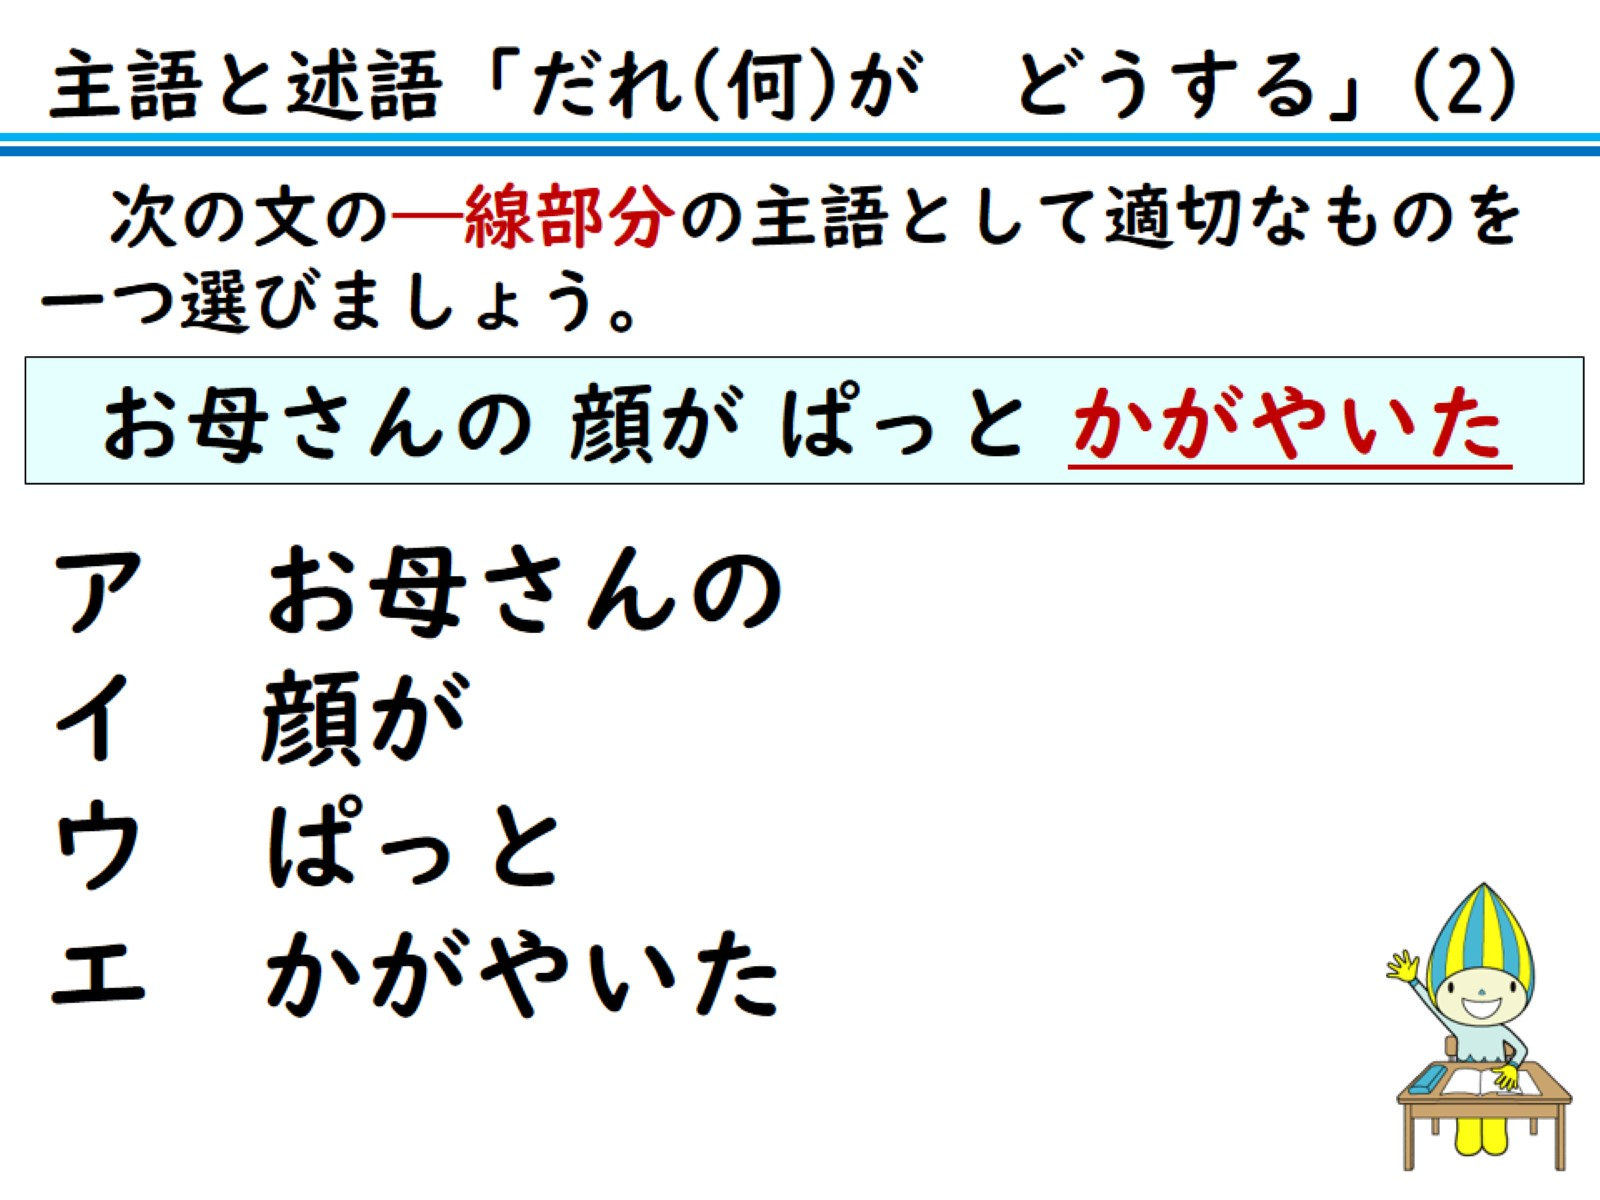 主語と述語「だれ(何)が　どうする」(2)
次の文の―線部分の主語として適切なものを
一つ選びましょう。
お母さんの 顔が ぱっと かがやいた
ア　お母さんの
イ　顔が
ウ　ぱっと
エ　かがやいた